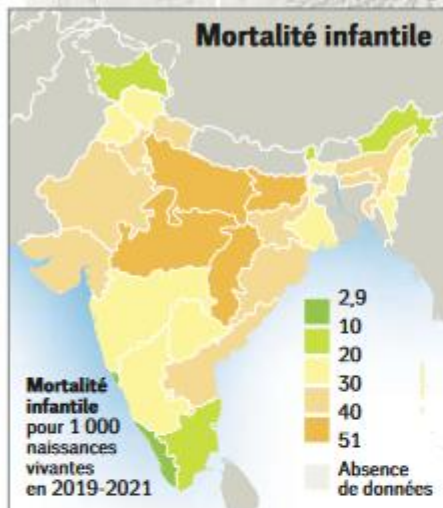 Mortalité infantile
2,9
10
20
30
40
51
Absence
de données
Mortalité
infantile
pour 1 000
naissances
vivantes
en 2019-2021